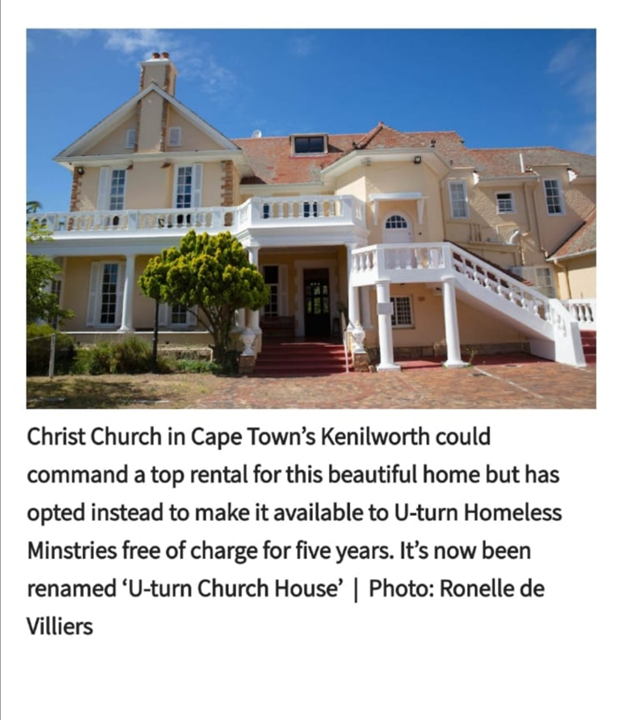 Christ Church in Cape Town’s Kenilworth could
command a top rental for this beautiful home but has
opted instead to make it available to U-turn Homeless
Minstries free of charge for five years. It’s now been
renamed ‘U-turn Church House’ | Photo: Ronelle de
Villiers